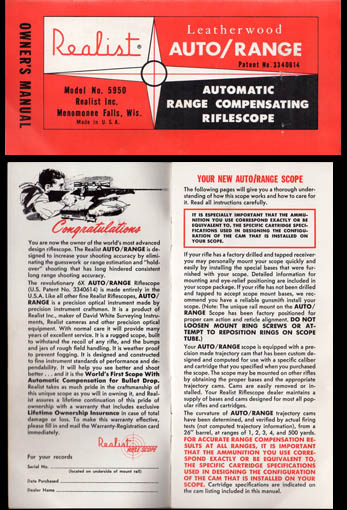 OWNER'S MANUAL
Realist
Leatherwood
AUTO/RANGE
Patent No. 3340614
Model No. 5950
Realist Inc.
Menomonee Falls, Wis.
Made in U.S.A.
AUTOMATIC
RANGE COMPENSATING
RIFLESCOPE
Congratulations
You are now the owner of the world's most advanced
design riflescope. The Realist AUTO/RANGE is de-
signed to increase your shooting accuracy by elimi-
nating the guesswork or range estimation and "hold-
over" shooting that has long hindered consistent
long range shooting accuracy.
The revolutionary 6X AUTO/RANGE Riflescope
(U.S. Patent No. 3340614) is made entirely in the
U.S.A. Like all other fine Realist Riflescopes, AUTO/
RANGE is a precision optical instrument made by
precision instrument craftsmen. It is a product of
Realist Inc., maker of David White Surveying Instru-
ments, Realist cameras and other precision optical
equipment. With normal care it will provide many
years of excellent service. It is a rugged scope, built
to withstand the recoil of any rifle, and the bumps
and jars of rough field handling. It is weather proof
to prevent fogging. It is designed and constructed
to fine instrument standards of performance and de-
pendability. It will help you see better and shoot
better . . . and it is the World's First Scope With
Automatic Compensation for Bullet Drop.
Realist takes as much pride in the craftsmanship of
this unique scope as you will in owning it, and Real-
ist assures a lifetime continuation of this pride of
ownership with a warranty that includes exclusive
Lifetime Ownership Insurance in case of total
damage or loss. To make this warranty effective,
please fill in and mail the Warranty-Registration card
immediately.
Realist
RIFLE SCOPE
For your records
Serial No.
(located on underside of mount rail)
Date Purchased
Dealer Name
YOUR NEW AUTO/RANGE SCOPE
The following pages will give you a thorough under-
standing of how this scope works and how to care for
it. Read all instructions carefully.
IT IS ESPECIALLY IMPORTANT THAT THE AMMU-
NITION YOU USE CORRESPOND EXACTLY OR BE
EQUIVALENT TO, THE SPECIFIC CARTRIDGE SPECI-
FICATIONS USED IN DESIGNING THE CONFIGU-
RATION OF THE CAM THAT IS INSTALLED ON
YOUR SCOPE.
If your rifle has a factory drilled and tapped receiver
you may personally mount your scope quickly and
easily by installing the special bases that were fur-
nished with your scope. Detailed information for
mounting and eye-relief positioning are included in
your scope package. If your rifle has not been drilled
and tapped to accept scope mount bases, we rec-
ommend you have a reliable gunsmith install your
scope. (Note: The unique rail mount on the AUTO/
RANGE Scope has been factory positioned for
proper cam action and reticle alignment. DO NOT
LOOSEN MOUNT RING SCREWS OR AT-
TEMPT TO REPOSITION RINGS ON SCOPE
TUBE.)
Your AUTO/RANGE scope is equipped with a pre-
cision made trajectory cam that has been custom de-
signed and computed for use with a specific caliber
and cartridge that you specified when you purchased
the scope. The scope may be mounted on other rifles
by obtaining the proper bases and the appropriate
trajectory cams. Cams are easily removed or in-
stalled. Your Realist Riflescope dealer maintains a
supply of bases and cams designed for most all pop-
ular rifles and cartridges.
The curvature of AUTO/RANGE trajectory cams
have been determined, and verified by actual firing
tests (not computed trajectory information), from a
26" barrel, at ranges of 1, 2, 3, 4, and 500 yards.
FOR ACCURATE RANGE COMPENSATION RE-
SULTS AT ALL RANGES, IT IS IMPORTANT
THAT THE AMMUNITION YOU USE CORRES-
POND EXACTLY OR BE EQUIVALENT TO,
THE SPECIFIC CARTRIDGE SPECIFICATIONS
USED IN DESIGNING THE CONFIGURATION
OF THE CAM THAT IS INSTALLED ON YOUR
SCOPE. Cartridge specifications are indicated on
the cam listing included in this manual.